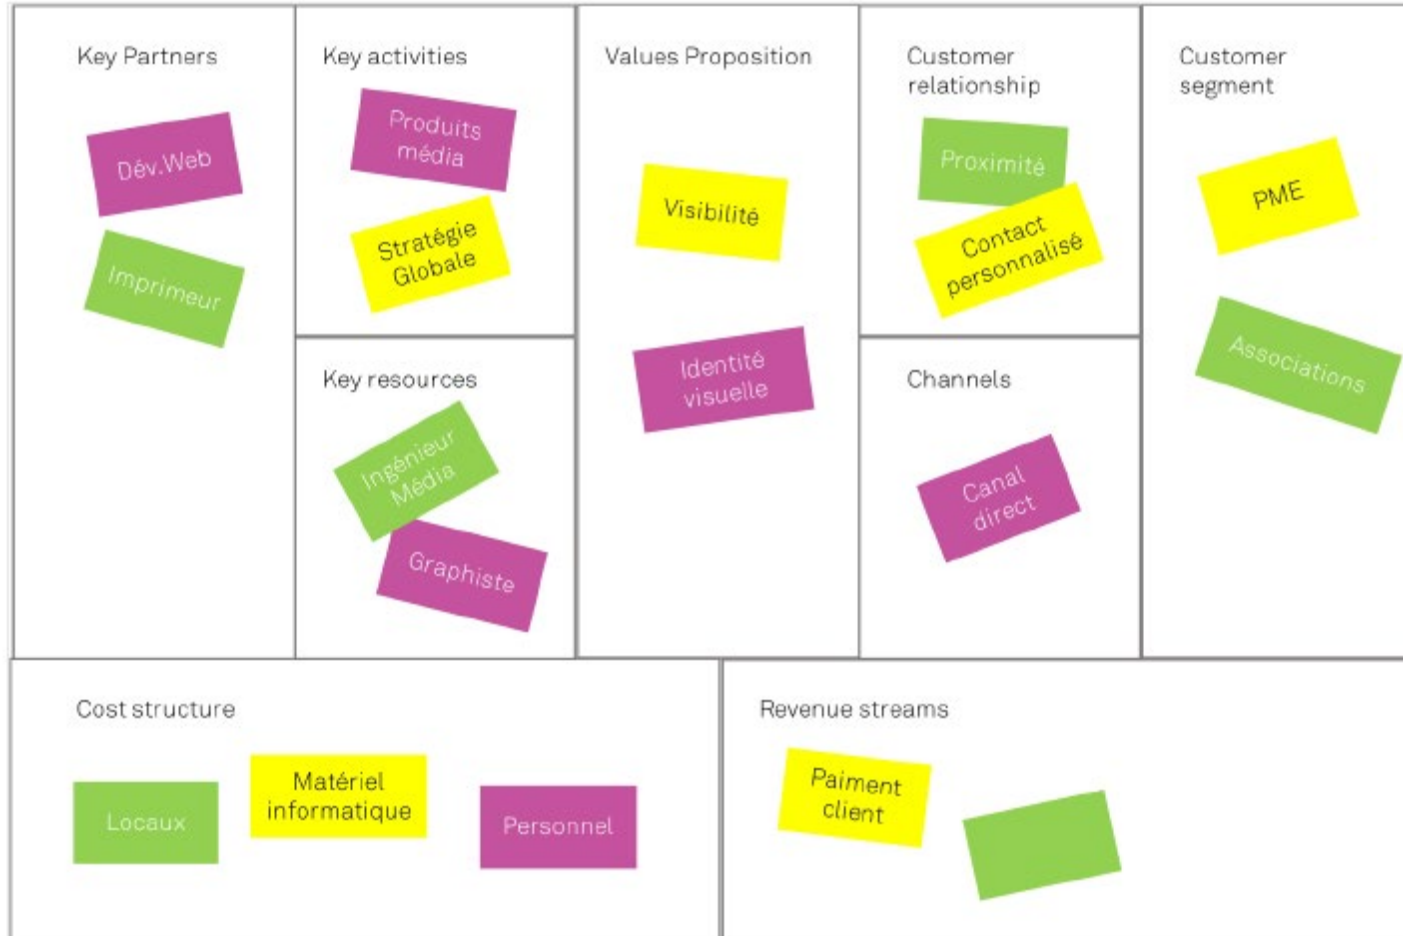 Key Partners
Dév.Web
Imprimeur
Key activities
Produits
média
Stratégie
Globale
Key resources
Ingénieur
Média
Graphiste
Values Proposition
Visibilité
Identité
visuelle
Customer
relationship
Proximité
Contact
personnalisé
Channels
Canal
direct
Customer
segment
PME
Associations
Cost structure
Locaux
Matériel
informatique
Personnel
Revenue streams
Paiment
client